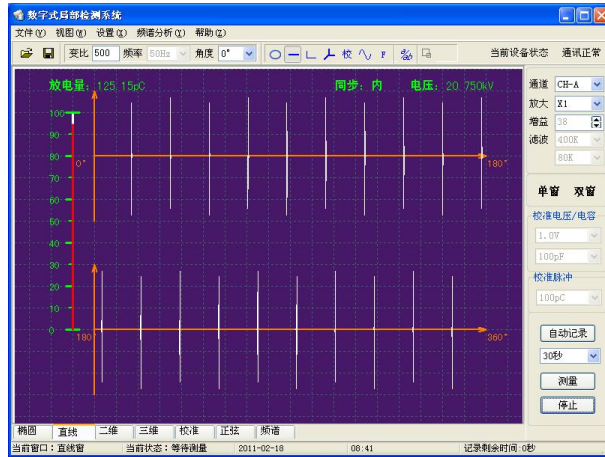 数字式局部检测系统
文件(Y) 视图(W) 设置(X) 频谱分析(Y) 帮助(Z)
变比 500 频率 50Hz 角度 0° 校 F 当前设备状态 通讯正常
放电量: 125.15pC 同步: 内 电压: 20.750kV
通道 CH-A
放大 X1
增益 38
滤波 400K
80K
单窗 双窗
校准电压/电容
1.0V
100pF
校准脉冲
100pC
自动记录
30秒
测量
停止
100
90
80
70
60
50
40
30
20
10
0
0° 180°
180 360°
椭圆 直线 二维 三维 校准 正弦 频谱
当前窗口：直线窗 当前状态：等待测量 2011-02-18 08:41 记录剩余时间:0秒